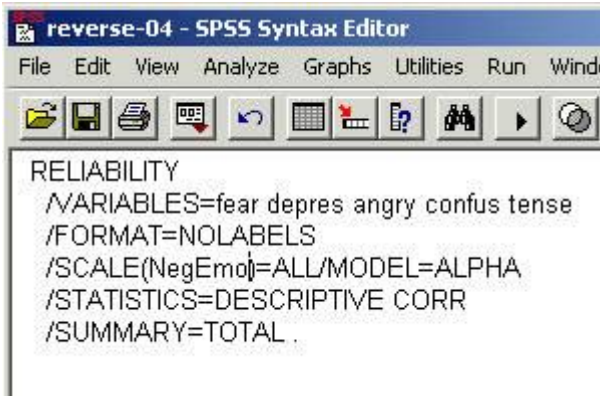 SPSS
reverse-04 - SPSS Syntax Editor
File Edit View Analyze Graphs Utilities Run
RELIABILITY
/VARIABLES=fear depres angry confus tense
/FORMAT=NOLABELS
/SCALE(NegEmo)=ALL/MODEL=ALPHA
/STATISTICS=DESCRIPTIVE CORR
/SUMMARY=TOTAL .